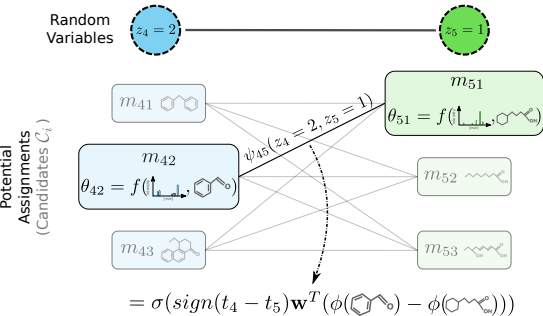 Random
Variables
z₄ = 2
z₅ = 1
Potential
Assignments
(Candidates 𝒞ᵢ)
m₄₁
m₄₂
θ₄₂ = f( , )
m₄₃
ψ₄₅(z₄ = 2, z₅ = 1)
m₅₁
θ₅₁ = f( , )
m₅₂
m₅₃
= σ(sign(t₄ − t₅)𝐰ᵀ(ϕ( ) − ϕ( )))